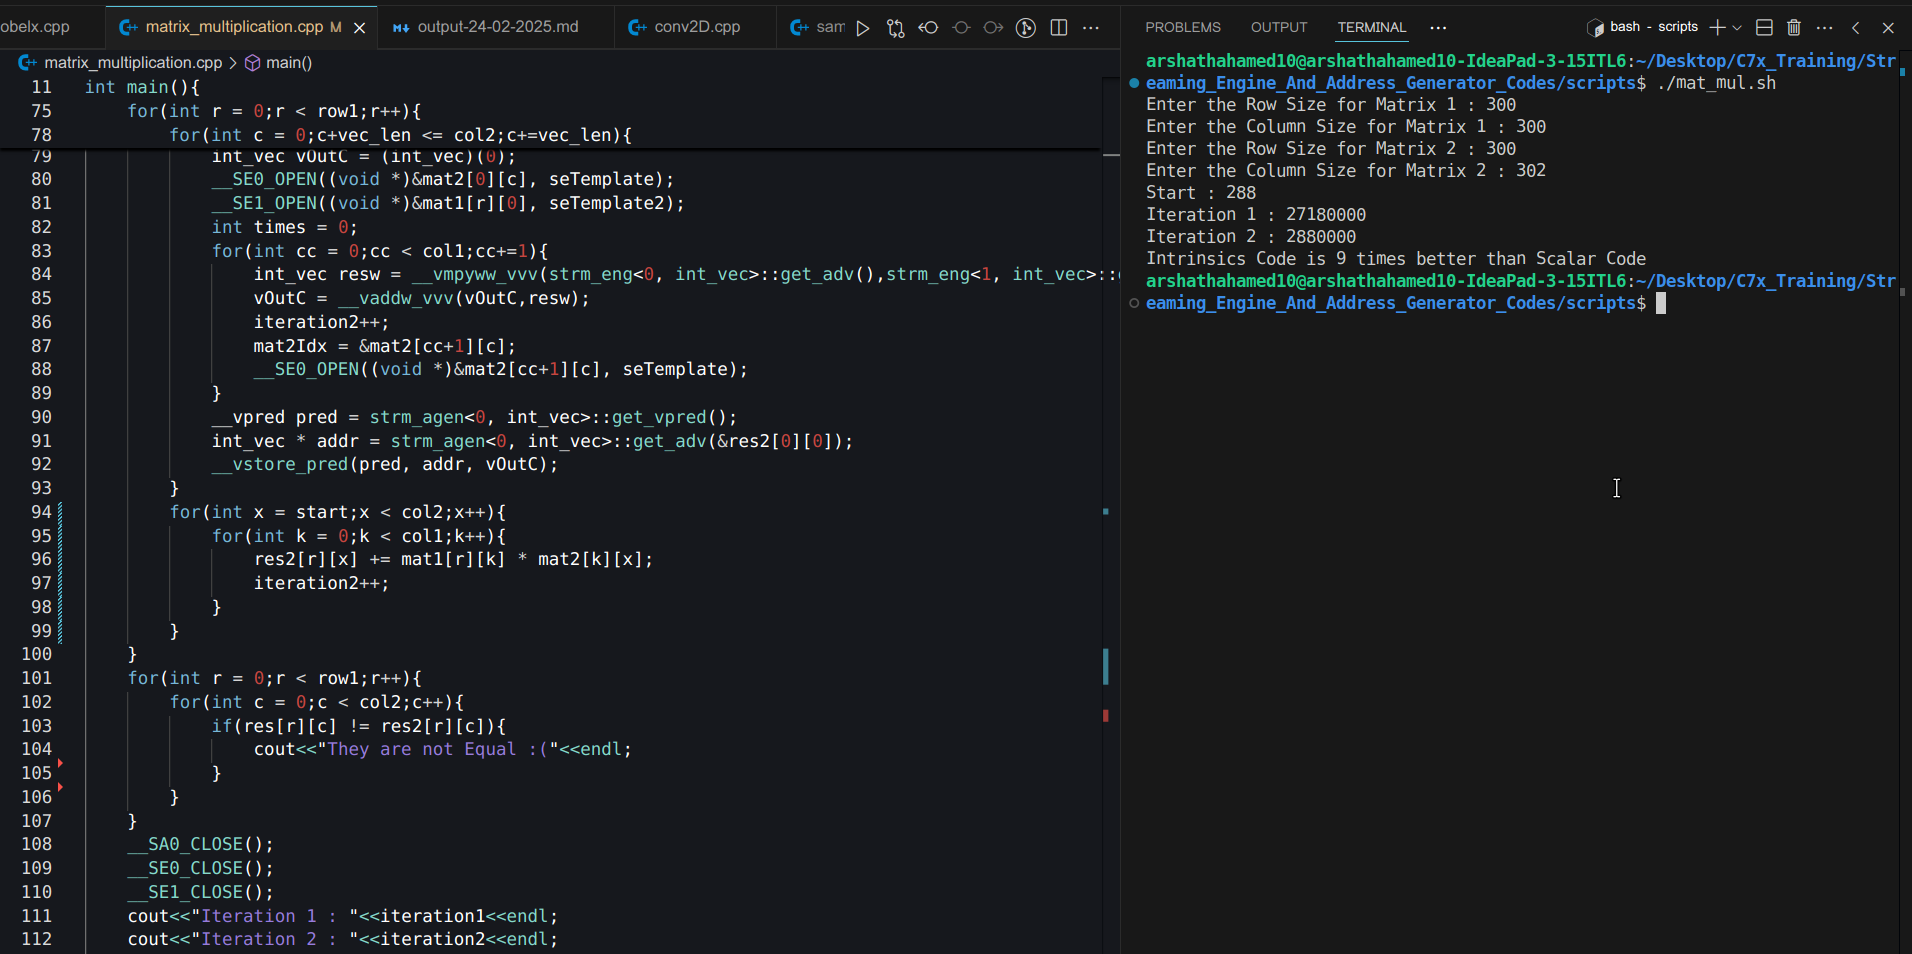 obelx.cpp
matrix_multiplication.cpp M
output-24-02-2025.md
conv2D.cpp
sam
matrix_multiplication.cpp > main()
11 int main(){
75 for(int r = 0;r < row1;r++){
78 for(int c = 0;c+vec_len <= col2;c+=vec_len){
79 int_vec vOutC = (int_vec)(0);
80 __SE0_OPEN((void *)&mat2[0][c], seTemplate);
81 __SE1_OPEN((void *)&mat1[r][0], seTemplate2);
82 int times = 0;
83 for(int cc = 0;cc < col1;cc+=1){
84 int_vec resw = __vmpyww_vvv(strm_eng<0, int_vec>::get_adv(),strm_eng<1, int_vec>::
85 vOutC = __vaddw_vvv(vOutC,resw);
86 iteration2++;
87 mat2Idx = &mat2[cc+1][c];
88 __SE0_OPEN((void *)&mat2[cc+1][c], seTemplate);
89 }
90 __vpred pred = strm_agen<0, int_vec>::get_vpred();
91 int_vec * addr = strm_agen<0, int_vec>::get_adv(&res2[0][0]);
92 __vstore_pred(pred, addr, vOutC);
93 }
94 for(int x = start;x < col2;x++){
95 for(int k = 0;k < col1;k++){
96 res2[r][x] += mat1[r][k] * mat2[k][x];
97 iteration2++;
98 }
99 }
100 }
101 for(int r = 0;r < row1;r++){
102 for(int c = 0;c < col2;c++){
103 if(res[r][c] != res2[r][c]){
104 cout<<"They are not Equal :("<<endl;
105 }
106 }
107 }
108 __SA0_CLOSE();
109 __SE0_CLOSE();
110 __SE1_CLOSE();
111 cout<<"Iteration 1 : "<<iteration1<<endl;
112 cout<<"Iteration 2 : "<<iteration2<<endl;
PROBLEMS OUTPUT TERMINAL ··· bash - scripts
arshathahamed10@arshathahamed10-IdeaPad-3-15ITL6:~/Desktop/C7x_Training/Str
eaming_Engine_And_Address_Generator_Codes/scripts$ ./mat_mul.sh
Enter the Row Size for Matrix 1 : 300
Enter the Column Size for Matrix 1 : 300
Enter the Row Size for Matrix 2 : 300
Enter the Column Size for Matrix 2 : 302
Start : 288
Iteration 1 : 27180000
Iteration 2 : 2880000
Intrinsics Code is 9 times better than Scalar Code
arshathahamed10@arshathahamed10-IdeaPad-3-15ITL6:~/Desktop/C7x_Training/Str
eaming_Engine_And_Address_Generator_Codes/scripts$